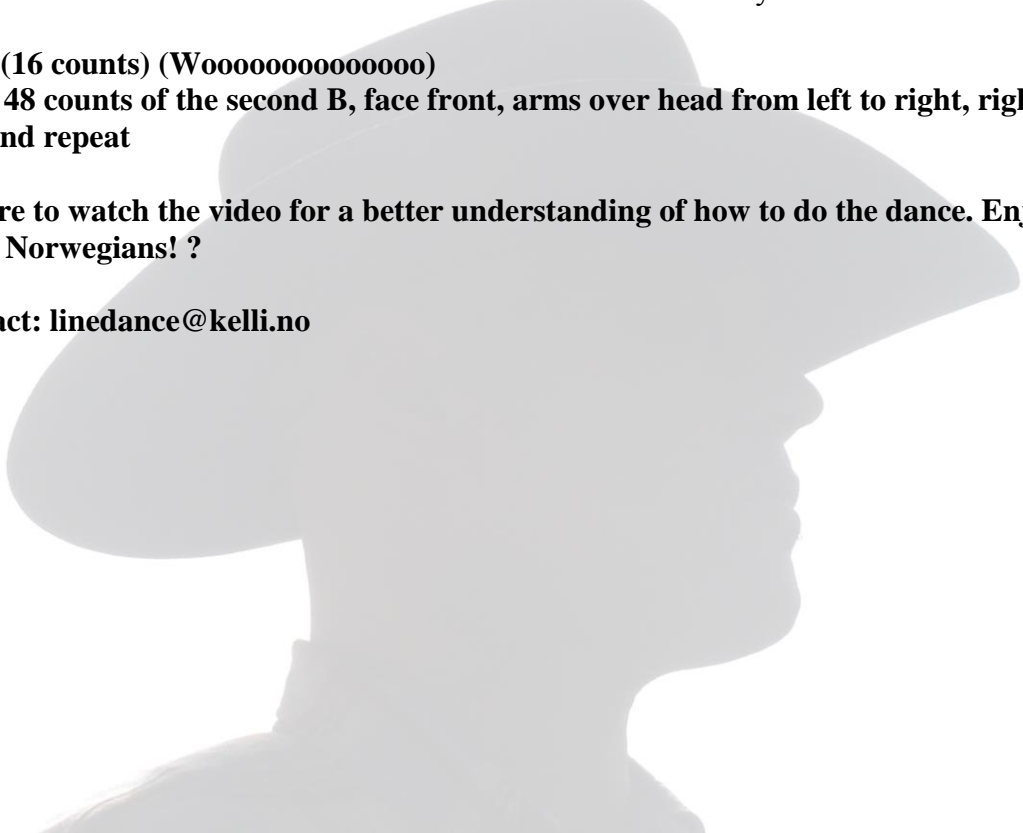 (16 counts) (Woooooooooooooo)
48 counts of the second B, face front, arms over head from left to right,
nd repeat
re to watch the video for a better understanding of how to do the dance.
Norwegians! ?
act: linedance@kelli.no